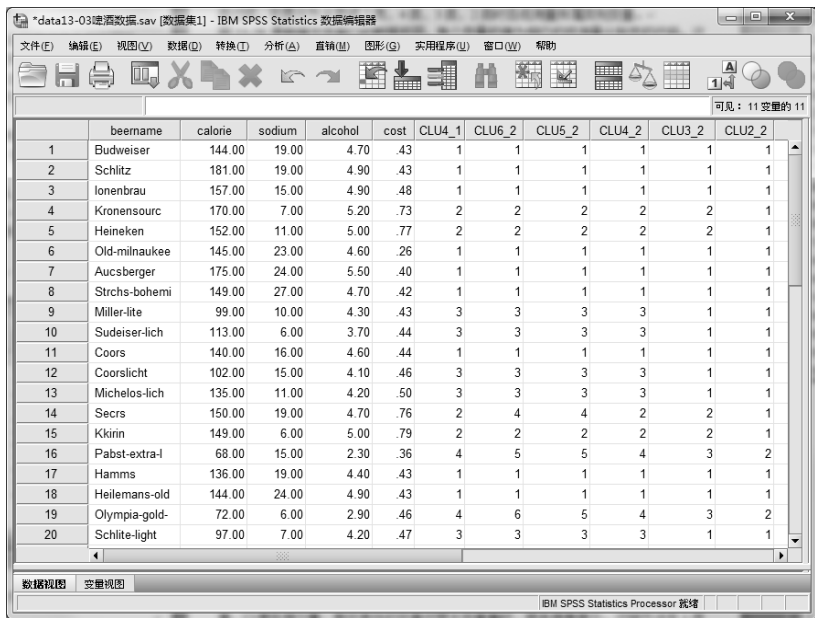 *data13-03啤酒数据.sav [数据集1] - IBM SPSS Statistics 数据编辑器
文件(F) 编辑(E) 视图(V) 数据(D) 转换(T) 分析(A) 直销(M) 图形(G) 实用程序(U) 窗口(W) 帮助
可见: 11变量的 11
beername calorie sodium alcohol cost CLU4_1 CLU6_2 CLU5_2 CLU4_2 CLU3_2 CLU2_2
1 Budweiser 144.00 19.00 4.70 .43 1 1 1 1 1 1
2 Schlitz 181.00 19.00 4.90 .43 1 1 1 1 1 1
3 Ionenbrau 157.00 15.00 4.90 .48 1 1 1 1 1 1
4 Kronensourc 170.00 7.00 5.20 .73 2 2 2 2 2 1
5 Heineken 152.00 11.00 5.00 .77 2 2 2 2 2 1
6 Old-milnaukee 145.00 23.00 4.60 .26 1 1 1 1 1 1
7 Aucsberger 175.00 24.00 5.50 .40 1 1 1 1 1 1
8 Strchs-bohemi 149.00 27.00 4.70 .42 1 1 1 1 1 1
9 Miller-lite 99.00 10.00 4.30 .43 3 3 3 3 1 1
10 Sudeiser-lich 113.00 6.00 3.70 .44 3 3 3 3 1 1
11 Coors 140.00 16.00 4.60 .44 1 1 1 1 1 1
12 Coorslicht 102.00 15.00 4.10 .46 3 3 3 3 1 1
13 Michelos-lich 135.00 11.00 4.20 .50 3 3 3 3 1 1
14 Secrs 150.00 19.00 4.70 .76 2 4 4 2 2 1
15 Kkirin 149.00 6.00 5.00 .79 2 2 2 2 2 1
16 Pabst-extra-l 68.00 15.00 2.30 .36 4 5 5 4 3 2
17 Hamms 136.00 19.00 4.40 .43 1 1 1 1 1 1
18 Heilemans-old 144.00 24.00 4.90 .43 1 1 1 1 1 1
19 Olympia-gold- 72.00 6.00 2.90 .46 4 6 5 4 3 2
20 Schlite-light 97.00 7.00 4.20 .47 3 3 3 3 1 1
数据视图 变量视图
IBM SPSS Statistics Processor 就绪